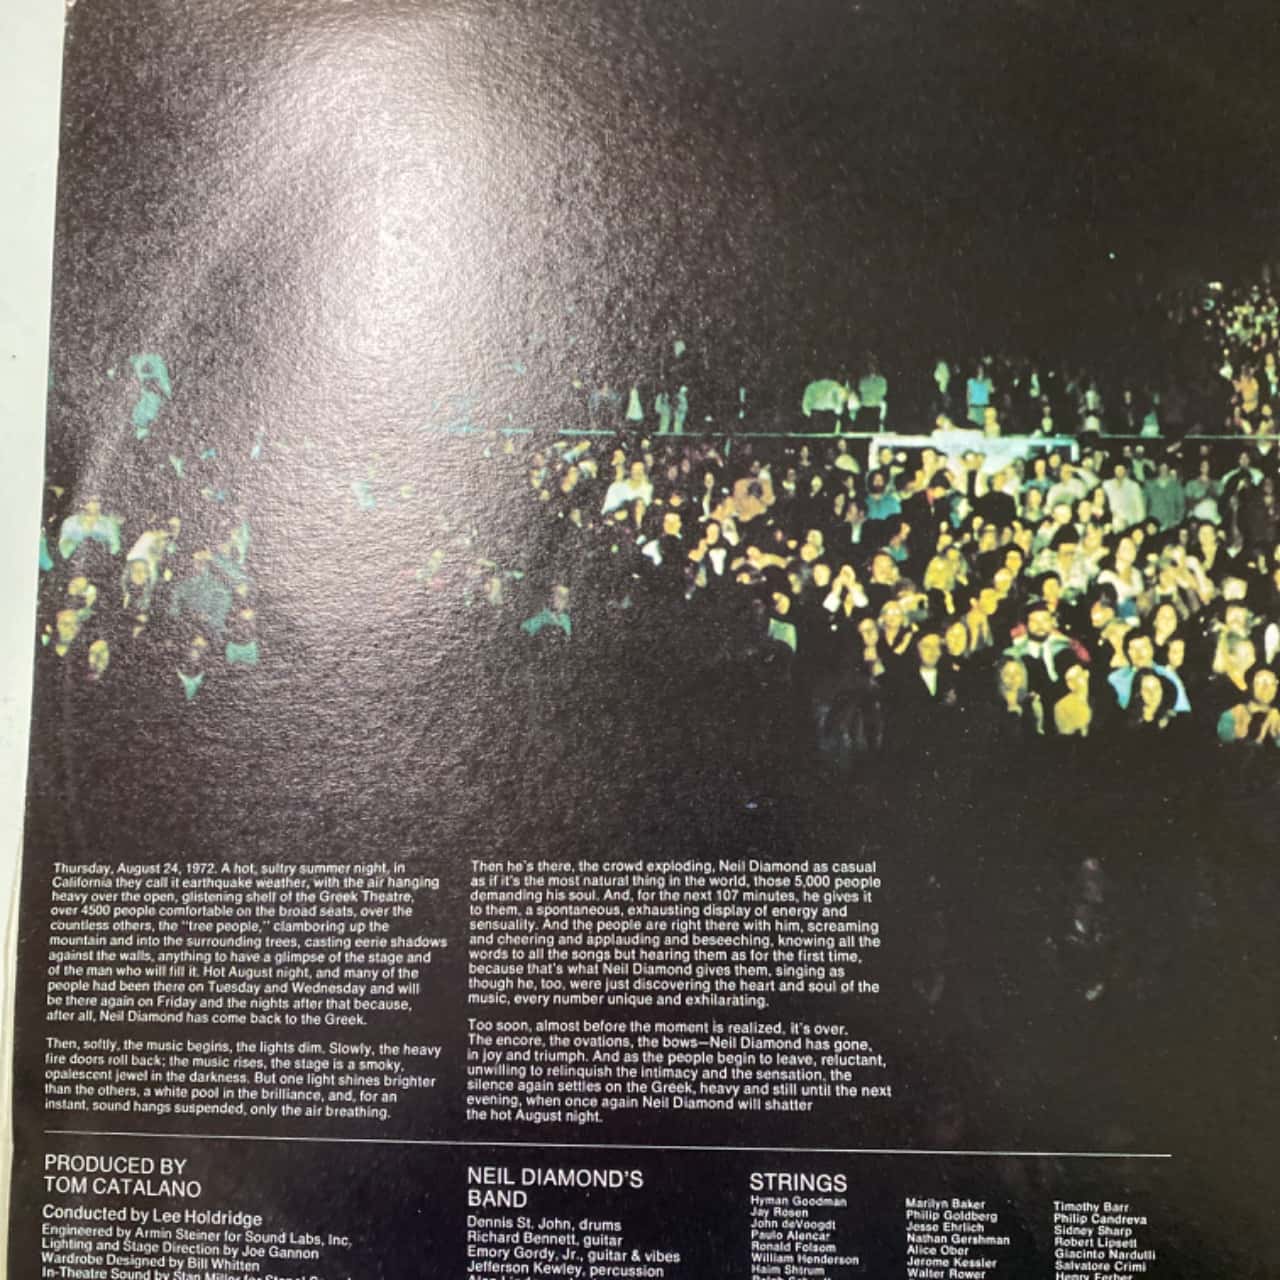 Thursday, August 24, 1972. A hot, sultry summer night, in
California they call it earthquake weather, with the air hanging
heavy over the open, glistening shell of the Greek Theatre,
over 4500 people comfortable on the broad seats, over the
countless others, the "tree people," clamboring up the
mountain and into the surrounding trees, casting eerie shadows
against the walls, anything to have a glimpse of the stage and
of the man who will fill it. Hot August night, and many of the
people had been there on Tuesday and Wednesday and will
be there again on Friday and the nights after that because,
after all, Neil Diamond has come back to the Greek.
Then, softly, the music begins, the lights dim. Slowly, the heavy
fire doors roll back; the music rises, the stage is a smoky,
opalescent jewel in the darkness. But one light shines brighter
than the others, a white pool in the brilliance, and, for an
instant, sound hangs suspended, only the air breathing.
Then he's there, the crowd exploding, Neil Diamond as casual
as if it's the most natural thing in the world, those 5,000 people
demanding his soul. And, for the next 107 minutes, he gives it
to them, a spontaneous, exhausting display of energy and
sensuality. And the people are right there with him, screaming
and cheering and applauding and beseeching, knowing all the
words to all the songs but hearing them as for the first time,
because that's what Neil Diamond gives them, singing as
though he, too, were just discovering the heart and soul of the
music, every number unique and exhilarating.
Too soon, almost before the moment is realized, it's over.
The encore, the ovations, the bows—Neil Diamond has gone,
in joy and triumph. And as the people begin to leave, reluctant,
unwilling to relinquish the intimacy and the sensation, the
silence again settles on the Greek, heavy and still until the next
evening, when once again Neil Diamond will shatter
the hot August night.
PRODUCED BY
TOM CATALANO
Conducted by Lee Holdridge
Engineered by Armin Steiner for Sound Labs, Inc,
Lighting and Stage Direction by Joe Gannon
Wardrobe Designed by Bill Whitten
In-Theatre Sound by Stan Miller for
NEIL DIAMOND'S
BAND
Dennis St. John, drums
Richard Bennett, guitar
Emory Gordy, Jr., guitar & vibes
Jefferson Kewley, percussion
STRINGS
Hyman Goodman
Jay Rosen
John deVoogdt
Paulo Alencar
Ronald Folsom
William Henderson
Haim Shtrum
Marilyn Baker
Philip Goldberg
Jesse Ehrlich
Nathan Gershman
Alice Ober
Jerome Kessler
Walter Rower
Timothy Barr
Philip Candreva
Sidney Sharp
Robert Lipsett
Giacinto Nardulli
Salvatore Crimi
Henry